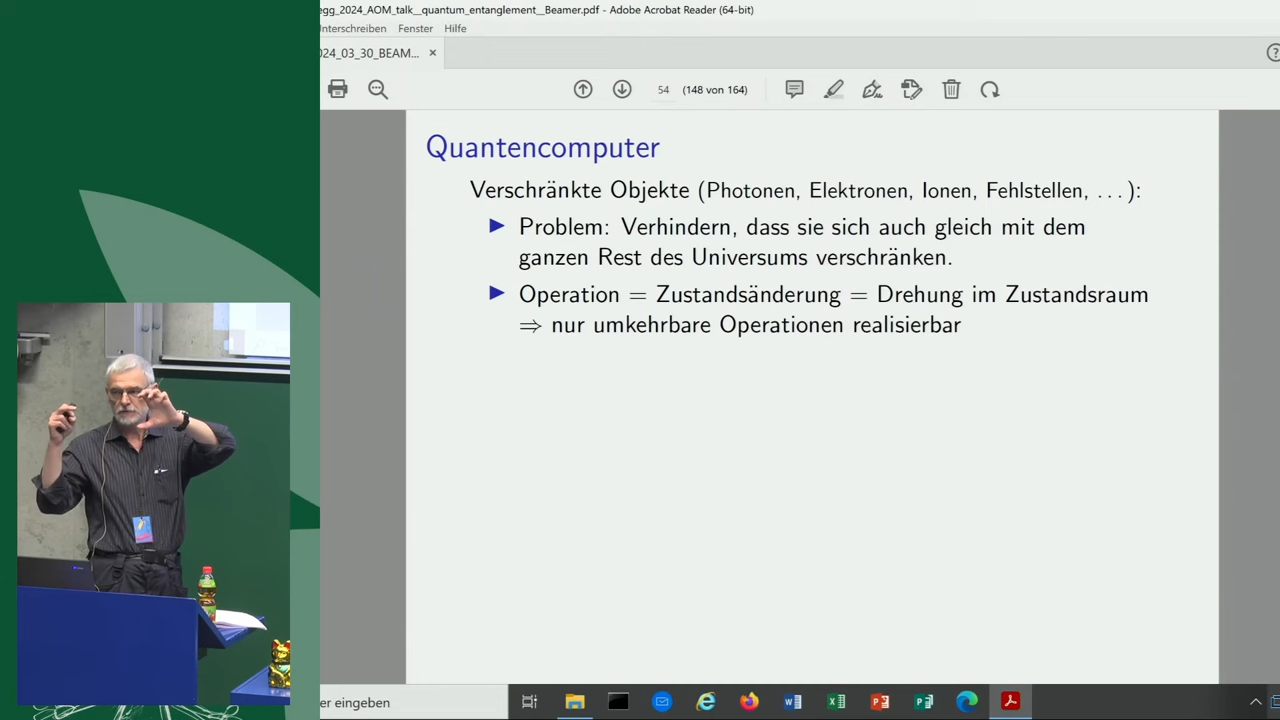 egg_2024_AOM_talk__quantum_entanglement__Beamer.pdf - Adobe Acrobat Reader (64-bit)
Unterschreiben Fenster Hilfe
024_03_30_BEAM... ×
54 (148 von 164)
Quantencomputer
Verschränkte Objekte (Photonen, Elektronen, Ionen, Fehlstellen, . . . ):
Problem: Verhindern, dass sie sich auch gleich mit dem
ganzen Rest des Universums verschränken.
Operation = Zustandsänderung = Drehung im Zustandsraum
⇒ nur umkehrbare Operationen realisierbar
er eingeben